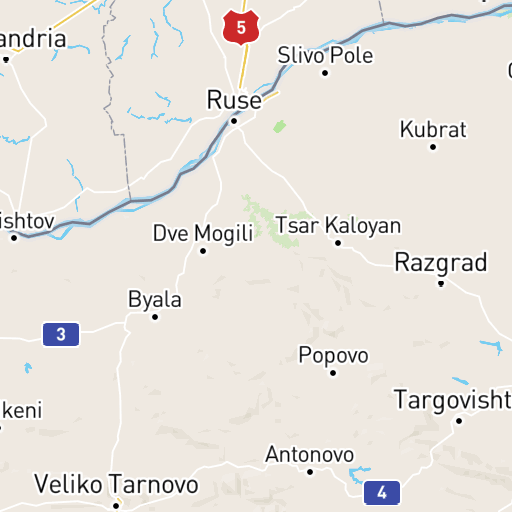 andria
5
Slivo Pole
Ruse
Kubrat
ishtov
Dve Mogili
Tsar Kaloyan
Razgrad
Byala
3
Popovo
keni
Targovisht
Antonovo
Veliko Tarnovo
4